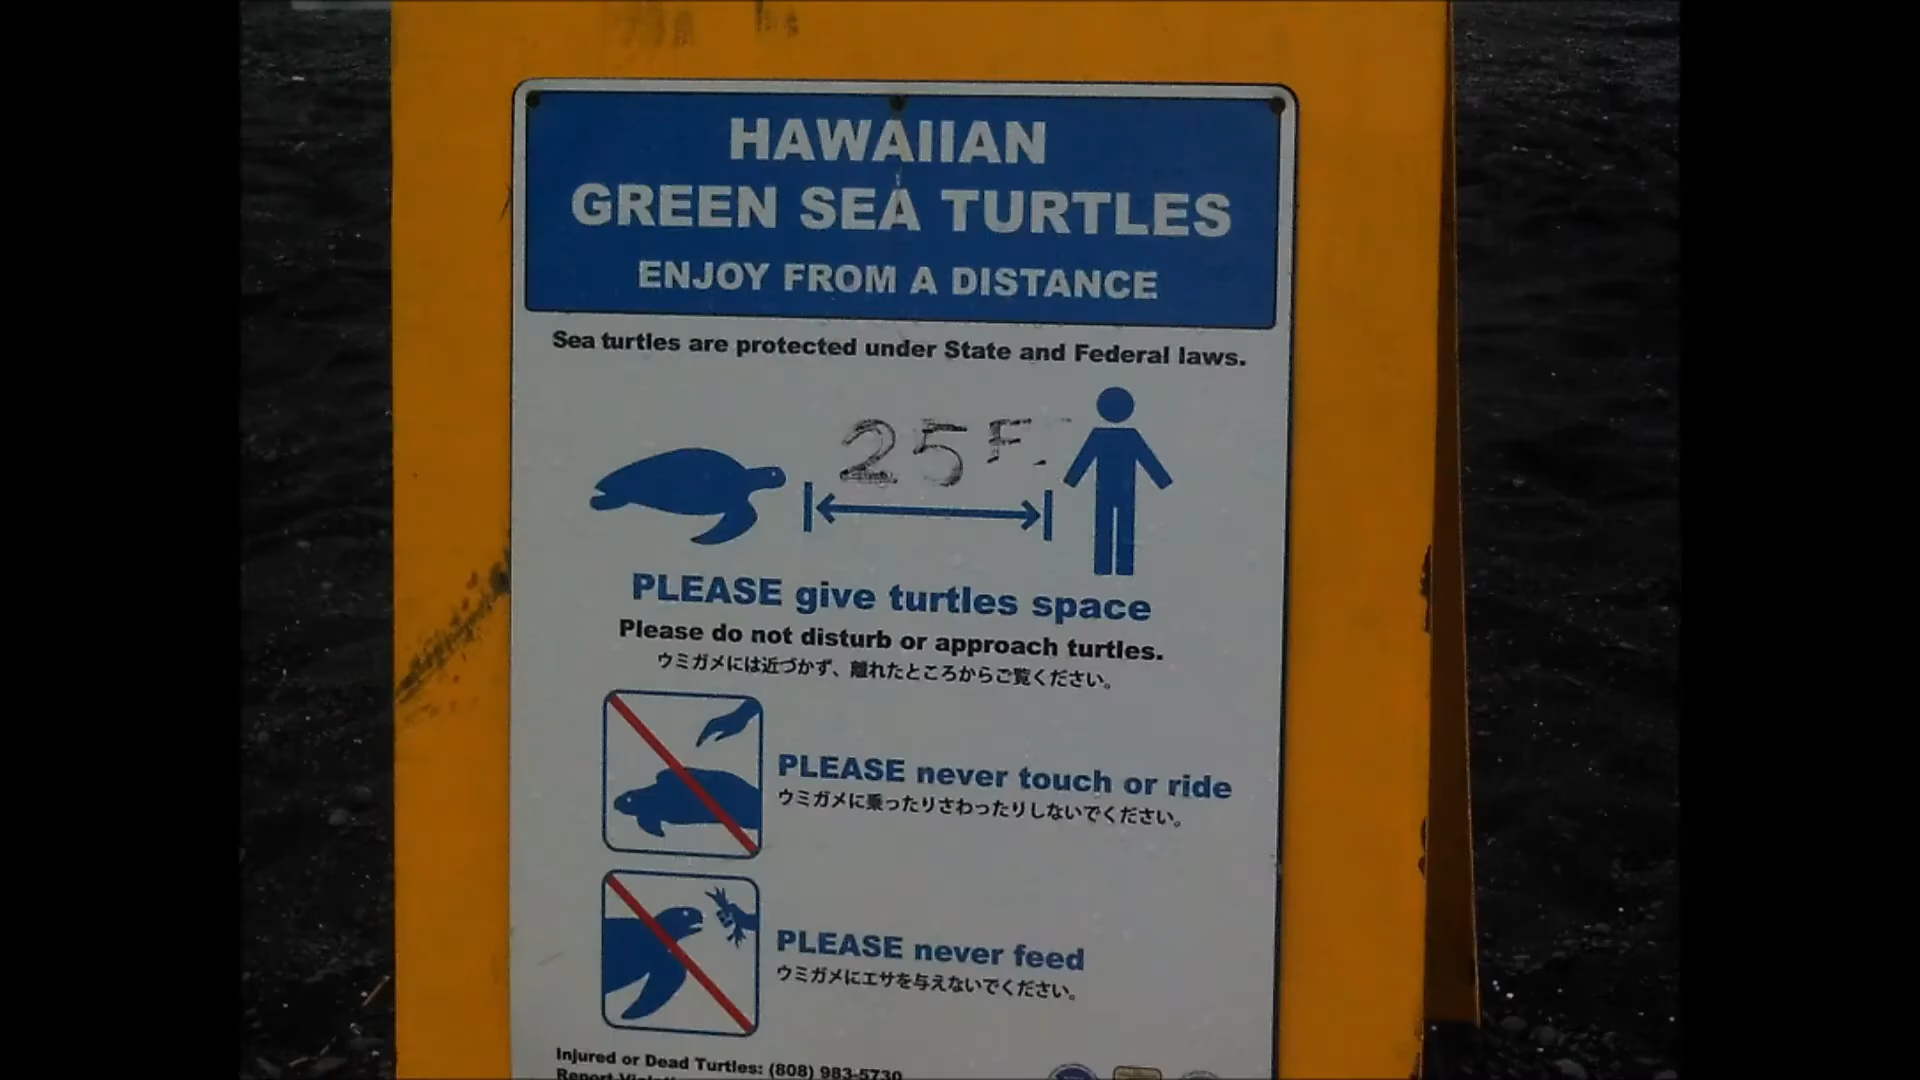 HAWAIIAN
GREEN SEA TURTLES
ENJOY FROM A DISTANCE
Sea turtles are protected under State and Federal laws.
25 F
PLEASE give turtles space
Please do not disturb or approach turtles.
ウミガメには近づかず、離れたところからご覧ください。
PLEASE never touch or ride
ウミガメに乗ったりさわったりしないでください。
PLEASE never feed
ウミガメにエサを与えないでください。
Injured or Dead Turtles: (808) 983-5730
Report